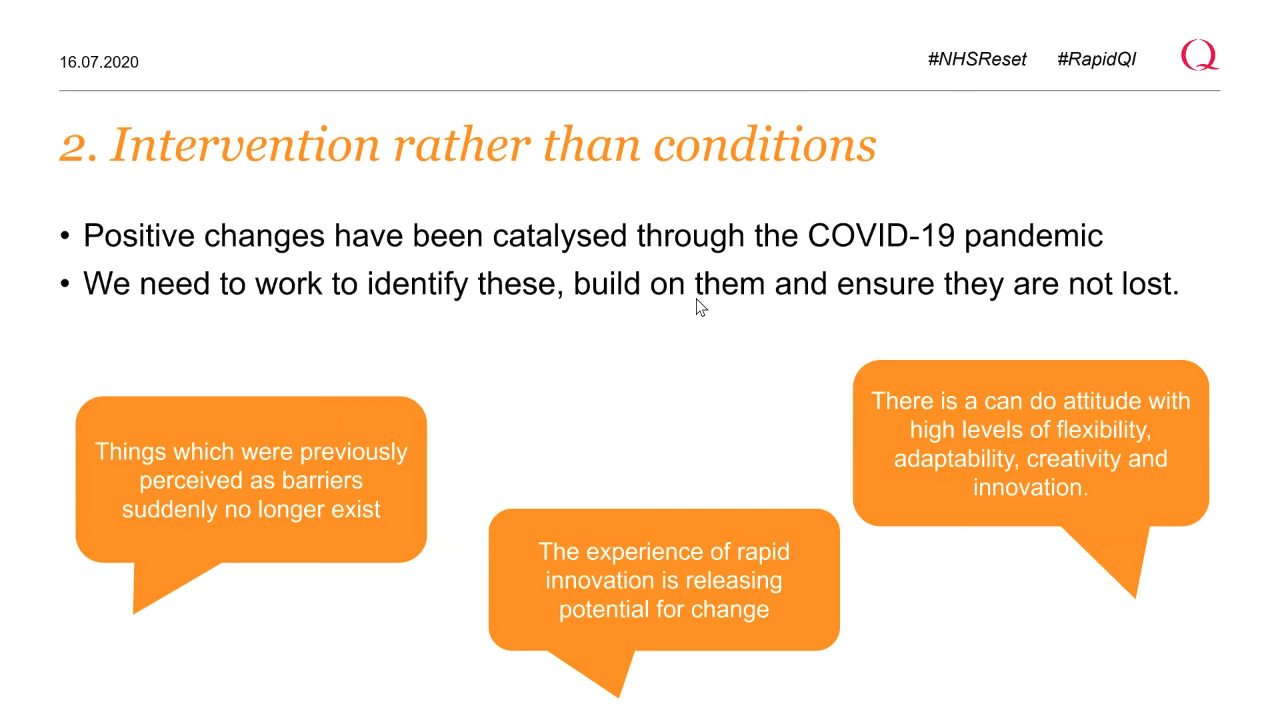 16.07.2020
#NHSReset #RapidQI Q
2. Intervention rather than conditions
• Positive changes have been catalysed through the COVID-19 pandemic
• We need to work to identify these, build on them and ensure they are not lost.
Things which were previously
perceived as barriers
suddenly no longer exist
The experience of rapid
innovation is releasing
potential for change
There is a can do attitude with
high levels of flexibility,
adaptability, creativity and
innovation.